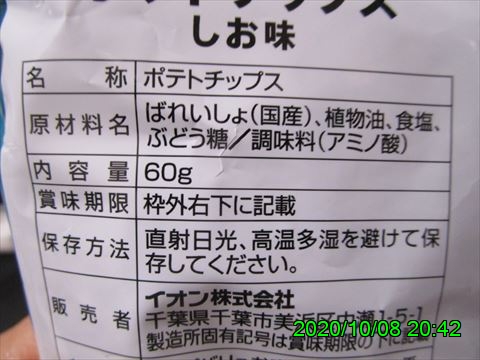 しお味
名称 ポテトチップス
原材料名 ばれいしょ(国産)、植物油、食塩、
ぶどう糖/調味料(アミノ酸)
内容量 60g
賞味期限 枠外右下に記載
保存方法 直射日光、高温多湿を避けて保
存してください。
販売者 イオン株式会社
千葉県千葉市美浜区中瀬1-5-1
製造所固有記号は賞味期限の下に記載
2020/10/08 20:42